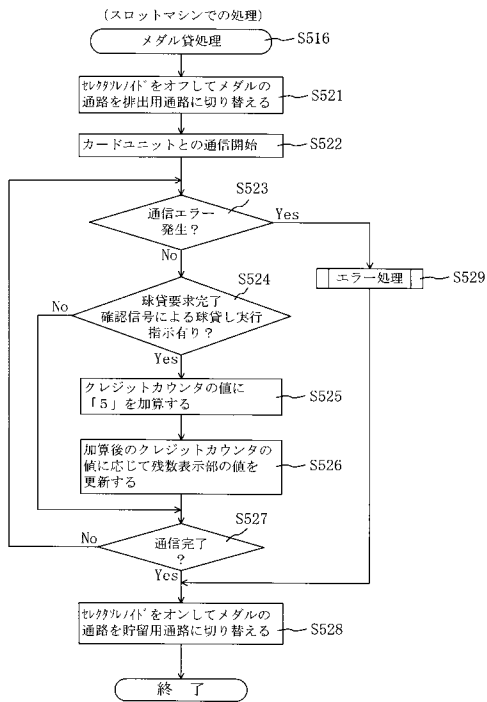 (スロットマシンでの処理)
メダル貸処理
S516
ｾﾚｸﾀｿﾚﾉｲﾄﾞをオフしてメダルの
通路を排出用通路に切り替える
S521
カードユニットとの通信開始
S522
S523
通信エラー
発生？
Yes
No
エラー処理
S529
S524
球貸要求完了
確認信号による球貸し実行
指示有り？
No
Yes
クレジットカウンタの値に
「5」を加算する
S525
加算後のクレジットカウンタの
値に応じて残数表示部の値を
更新する
S526
S527
通信完了
？
No
Yes
ｾﾚｸﾀｿﾚﾉｲﾄﾞをオンしてメダルの
通路を貯留用通路に切り替える
S528
終 了